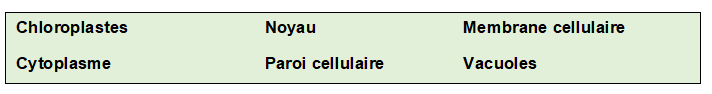 Chloroplastes Noyau Membrane cellulaire
Cytoplasme Paroi cellulaire Vacuoles